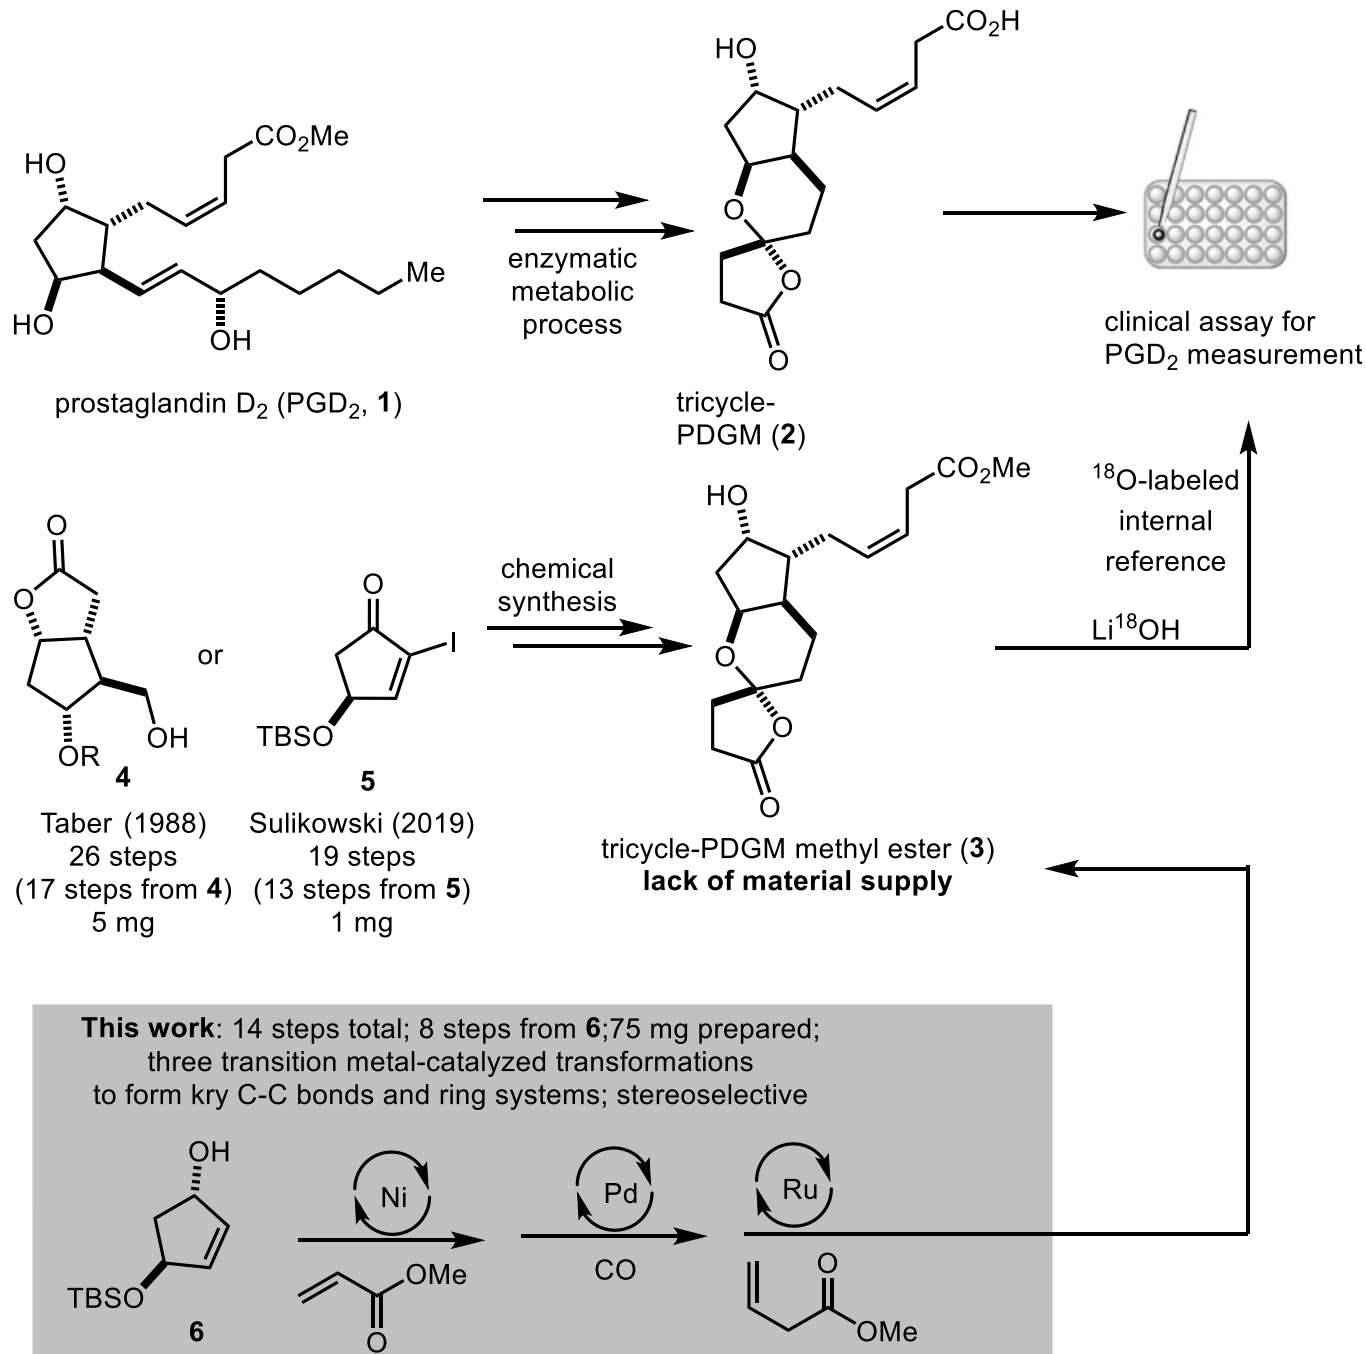 HO
CO2Me
HO
OH
Me
prostaglandin D2 (PGD2, 1)
enzymatic
metabolic
process
HO
CO2H
O
O
O
tricycle-
PDGM (2)
clinical assay for
PGD2 measurement
O
O
OH
OR
4
or
O
I
TBSO
5
Taber (1988)
26 steps
(17 steps from 4)
5 mg
Sulikowski (2019)
19 steps
(13 steps from 5)
1 mg
chemical
synthesis
HO
CO2Me
O
O
O
tricycle-PDGM methyl ester (3)
lack of material supply
18O-labeled
internal
reference
Li18OH
This work: 14 steps total; 8 steps from 6;75 mg prepared;
three transition metal-catalyzed transformations
to form kry C-C bonds and ring systems; stereoselective
OH
TBSO
6
Ni
OMe
O
Pd
CO
Ru
O
OMe